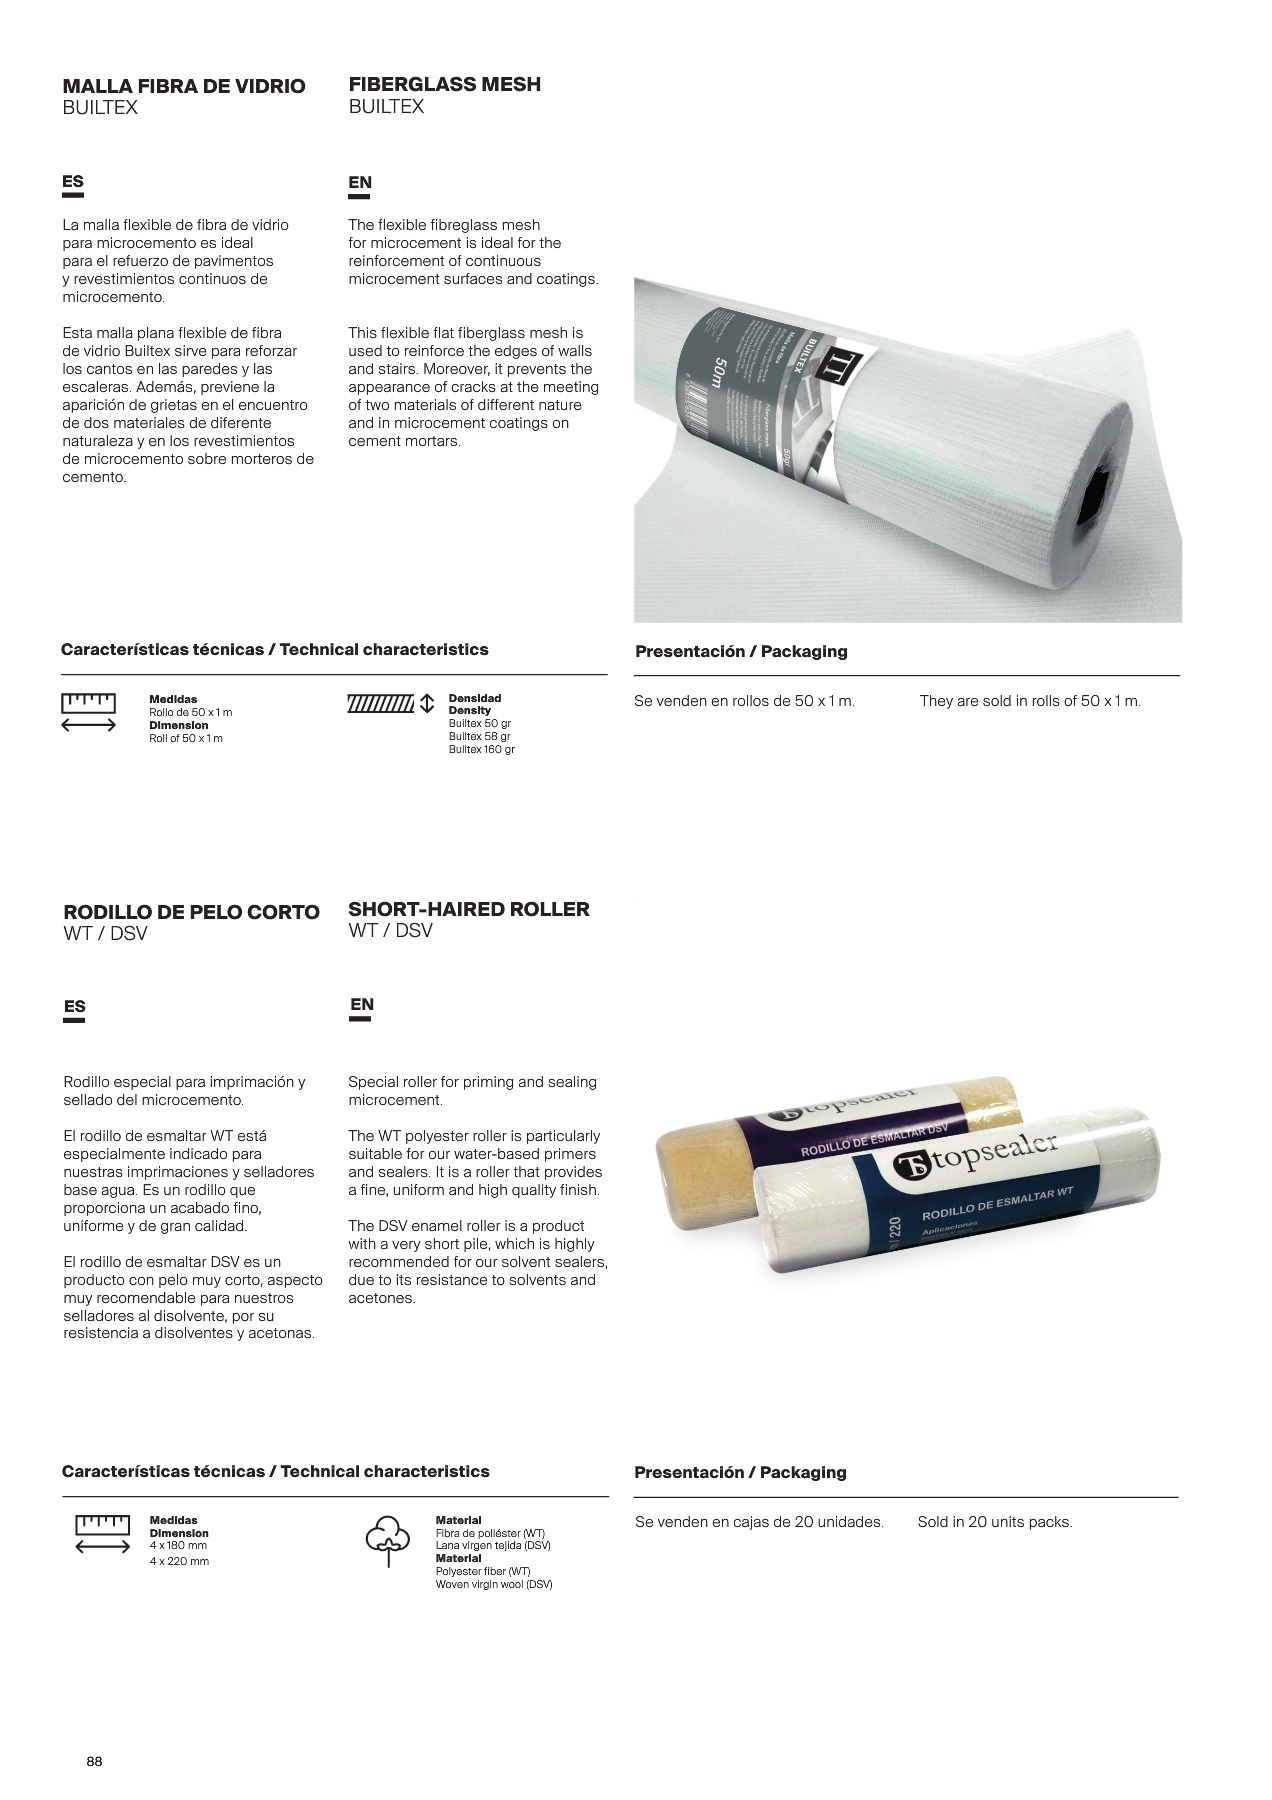 MALLA FIBRA DE VIDRIO
BUILTEX
FIBERGLASS MESH
BUILTEX
ES
La malla flexible de fibra de vidrio
para microcemento es ideal
para el refuerzo de pavimentos
y revestimientos continuos de
microcemento.
Esta malla plana flexible de fibra
de vidrio Builtex sirve para reforzar
los cantos en las paredes y las
escaleras. Además, previene la
aparición de grietas en el encuentro
de dos materiales de diferente
naturaleza y en los revestimientos
de microcemento sobre morteros de
cemento.
EN
The flexible fibreglass mesh
for microcement is ideal for the
reinforcement of continuous
microcement surfaces and coatings.
This flexible flat fiberglass mesh is
used to reinforce the edges of walls
and stairs. Moreover, it prevents the
appearance of cracks at the meeting
of two materials of different nature
and in microcement coatings on
cement mortars.
BUILTEX
Malla de fibra
Fiberglass mesh
50m
50gr
Características técnicas / Technical characteristics
Medidas
Rollo de 50 x 1 m
Dimension
Roll of 50 x 1 m
Densidad
Density
Builtex 50 gr
Builtex 58 gr
Builtex 160 gr
Presentación / Packaging
Se venden en rollos de 50 x 1 m.
They are sold in rolls of 50 x 1 m.
RODILLO DE PELO CORTO
WT / DSV
SHORT-HAIRED ROLLER
WT / DSV
ES
Rodillo especial para imprimación y
sellado del microcemento.
El rodillo de esmaltar WT está
especialmente indicado para
nuestras imprimaciones y selladores
base agua. Es un rodillo que
proporciona un acabado fino,
uniforme y de gran calidad.
El rodillo de esmaltar DSV es un
producto con pelo muy corto, aspecto
muy recomendable para nuestros
selladores al disolvente, por su
resistencia a disolventes y acetonas.
EN
Special roller for priming and sealing
microcement.
The WT polyester roller is particularly
suitable for our water-based primers
and sealers. It is a roller that provides
a fine, uniform and high quality finish.
The DSV enamel roller is a product
with a very short pile, which is highly
recommended for our solvent sealers,
due to its resistance to solvents and
acetones.
topsealer
RODILLO DE ESMALTAR DSV
TS topsealer
RODILLO DE ESMALTAR WT
Aplicaciones
/ 220
Características técnicas / Technical characteristics
Medidas
Dimension
4 x 180 mm
4 x 220 mm
Material
Fibra de poliéster (WT)
Lana virgen tejida (DSV)
Material
Polyester fiber (WT)
Woven virgin wool (DSV)
Presentación / Packaging
Se venden en cajas de 20 unidades.
Sold in 20 units packs.
88